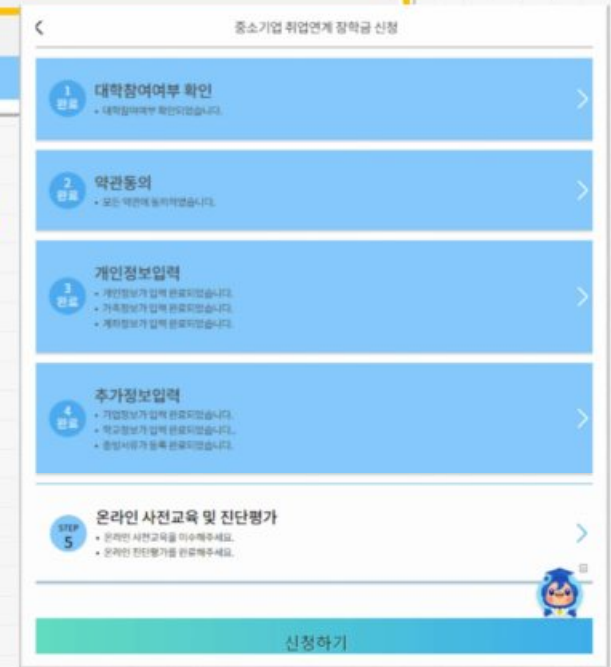 중소기업 취업연계 장학금 신청
1
완료
대학참여여부 확인
• 대학참여여부 확인되었습니다.
2
완료
약관동의
• 모든 약관에 동의하였습니다.
3
완료
개인정보입력
• 개인정보가 입력 완료되었습니다.
• 가족정보가 입력 완료되었습니다.
• 계좌정보가 입력 완료되었습니다.
4
완료
추가정보입력
• 기업정보가 입력 완료되었습니다.
• 학교정보가 입력 완료되었습니다.
• 증빙서류가 등록 완료되었습니다.
STEP
5
온라인 사전교육 및 진단평가
• 온라인 사전교육을 이수해주세요.
• 온라인 진단평가를 완료해주세요.
신청하기